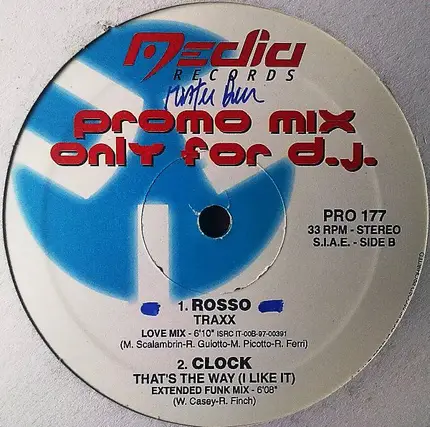 Media
RECORDS
promo mix
only for d.j.
PRO 177
33 RPM - STEREO
S.I.A.E. - SIDE B
1. ROSSO
TRAXX
LOVE MIX - 6'10" ISRC IT-00B-97-00391
(M. Scalambrin-R. Guiotto-M. Picotto-R. Ferri)
2. CLOCK
THAT'S THE WAY (I LIKE IT)
EXTENDED FUNK MIX - 6'08"
(W. Casey-R. Finch)